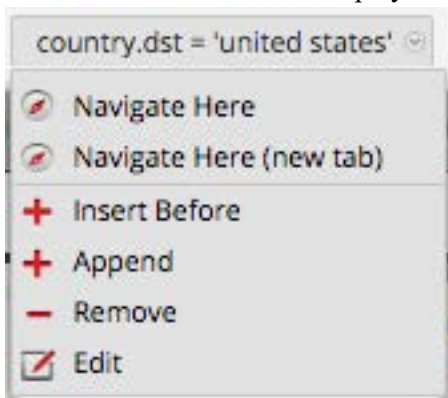 country.dst = 'united states'
Navigate Here
Navigate Here (new tab)
Insert Before
Append
Remove
Edit